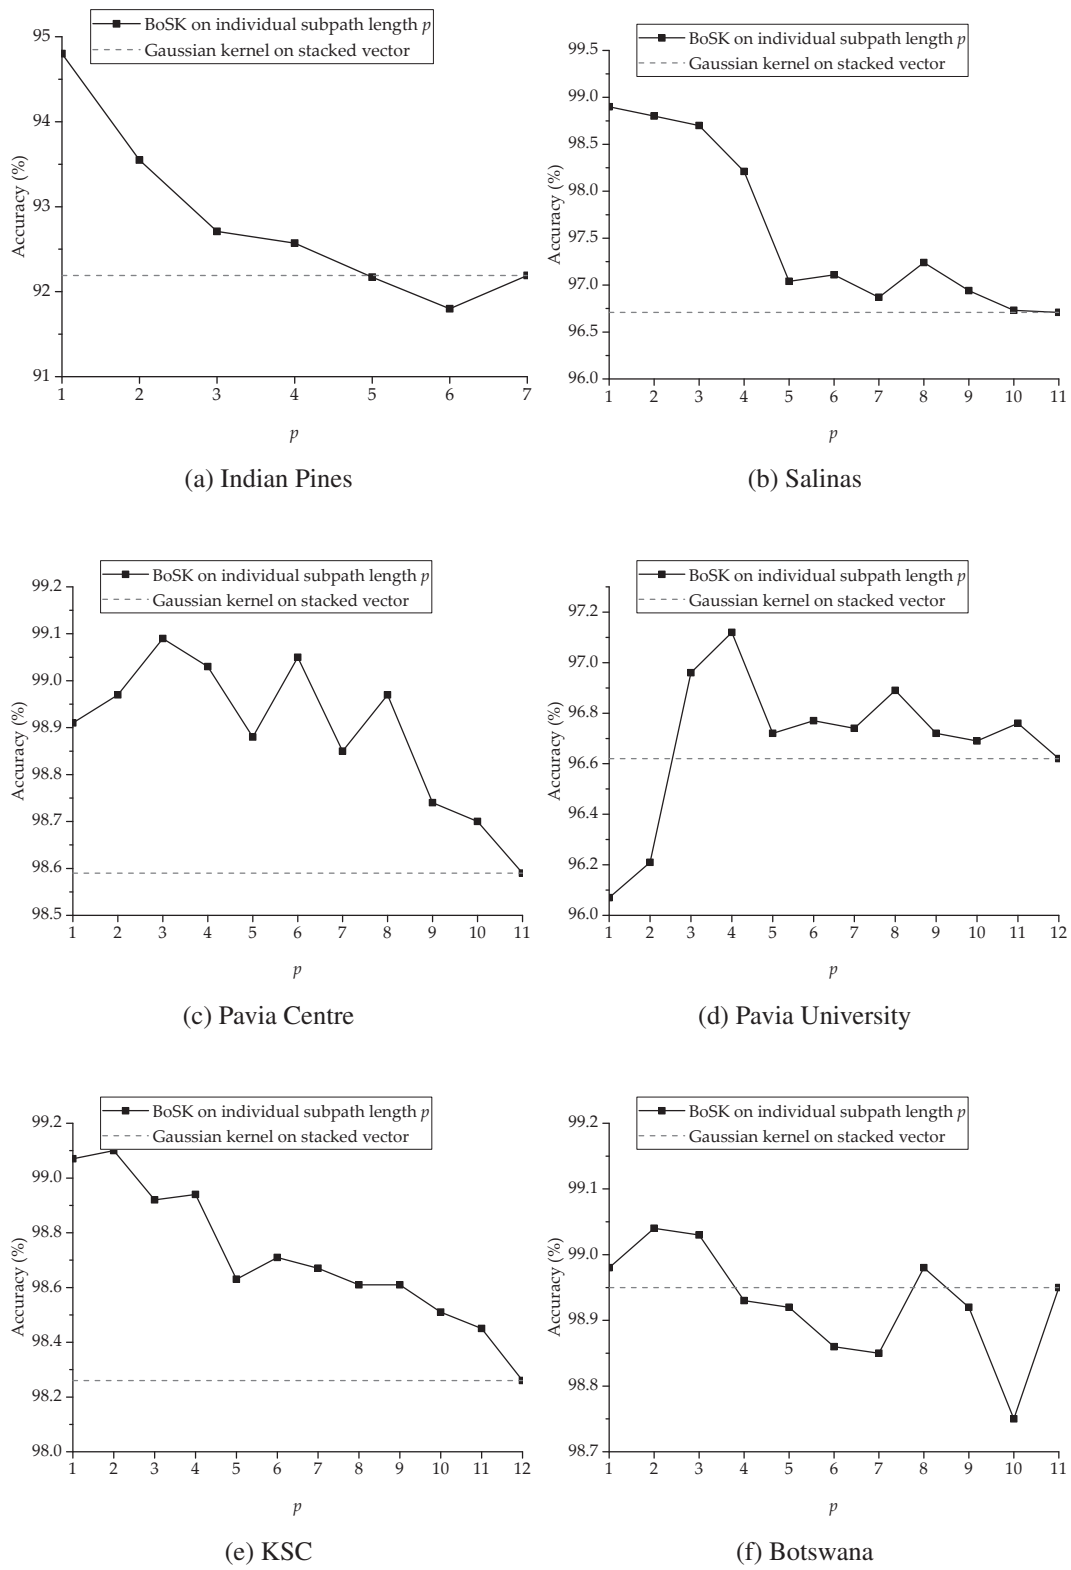 BoSK on individual subpath length p
Gaussian kernel on stacked vector
95
94
93
92
91
Accuracy (%)
1 2 3 4 5 6 7
p
(a) Indian Pines
BoSK on individual subpath length p
Gaussian kernel on stacked vector
99.5
99.0
98.5
98.0
97.5
97.0
96.5
96.0
Accuracy (%)
1 2 3 4 5 6 7 8 9 10 11
p
(b) Salinas
BoSK on individual subpath length p
Gaussian kernel on stacked vector
99.2
99.1
99.0
98.9
98.8
98.7
98.6
98.5
Accuracy (%)
1 2 3 4 5 6 7 8 9 10 11
p
(c) Pavia Centre
BoSK on individual subpath length p
Gaussian kernel on stacked vector
97.2
97.0
96.8
96.6
96.4
96.2
96.0
Accuracy (%)
1 2 3 4 5 6 7 8 9 10 11 12
p
(d) Pavia University
BoSK on individual subpath length p
Gaussian kernel on stacked vector
99.2
99.0
98.8
98.6
98.4
98.2
98.0
Accuracy (%)
1 2 3 4 5 6 7 8 9 10 11 12
p
(e) KSC
BoSK on individual subpath length p
Gaussian kernel on stacked vector
99.2
99.1
99.0
98.9
98.8
98.7
Accuracy (%)
1 2 3 4 5 6 7 8 9 10 11
p
(f) Botswana